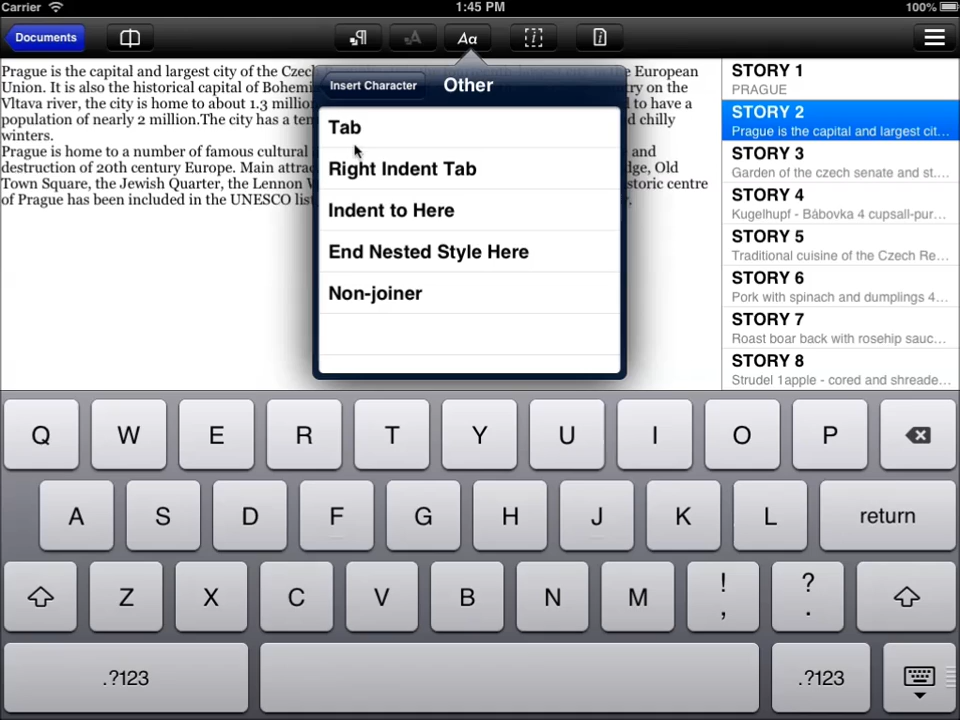 Carrier
1:45 PM
100%
Documents
Aα
Insert Character
Other
Tab
Right Indent Tab
Indent to Here
End Nested Style Here
Non-joiner
Prague is the capital and largest city of the Czec
European
Union. It is also the historical capital of Bohemi
try on the
Vltava river, the city is home to about 1.3 millio
to have a
population of nearly 2 million.The city has a ten
d chilly
winters.
Prague is home to a number of famous cultural
and
destruction of 20th century Europe. Main attrac
dge, Old
Town Square, the Jewish Quarter, the Lennon W
storic centre
of Prague has been included in the UNESCO lis
STORY 1
PRAGUE
STORY 2
Prague is the capital and largest cit...
STORY 3
Garden of the czech senate and st....
STORY 4
Kugelhupf - Bábovka 4 cupsall-pur...
STORY 5
Traditional cuisine of the Czech Re...
STORY 6
Pork with spinach and dumplings 4...
STORY 7
Roast boar back with rosehip sauc...
STORY 8
Strudel 1apple - cored and shreade...
Q W E R T Y U I O P
A S D F G H J K L return
Z X C V B N M ! , ? .
.?123 .?123